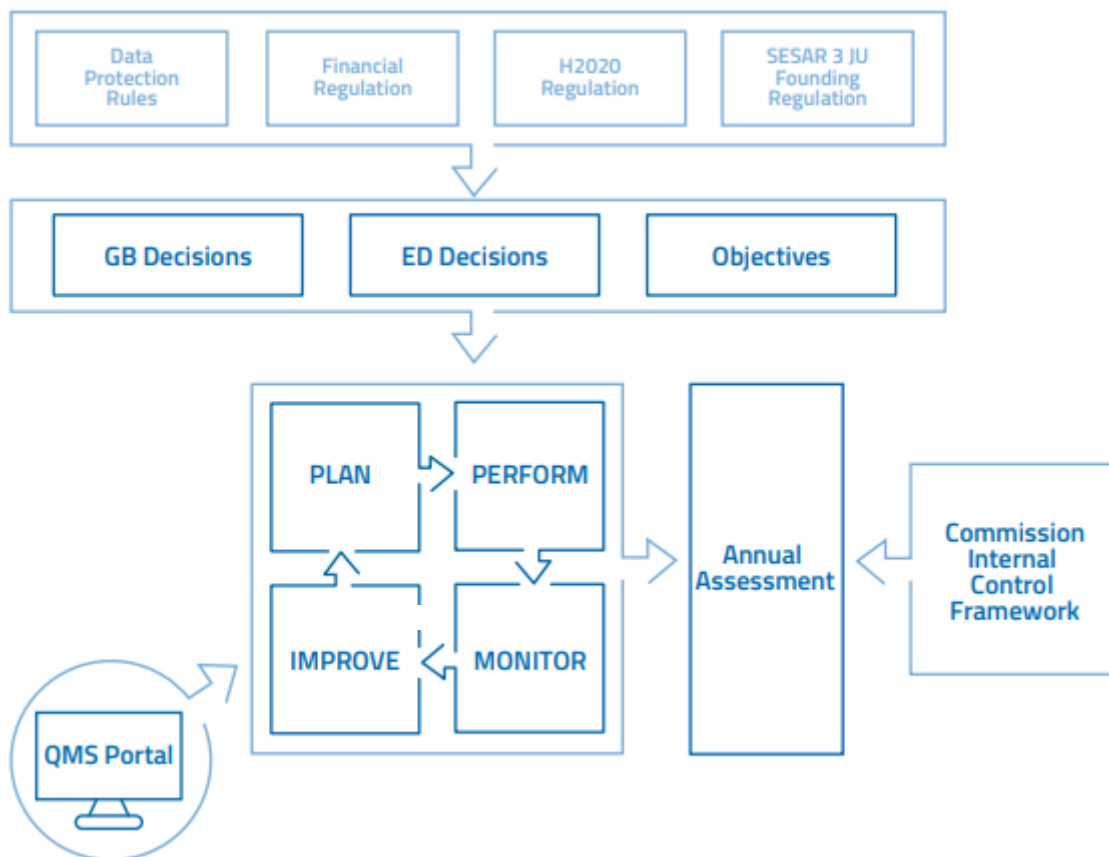 Data
Protection
Rules
Financial
Regulation
H2020
Regulation
SESAR 3 JU
Founding
Regulation
GB Decisions
ED Decisions
Objectives
PLAN
PERFORM
IMPROVE
MONITOR
Annual
Assessment
Commission
Internal
Control
Framework
QMS Portal